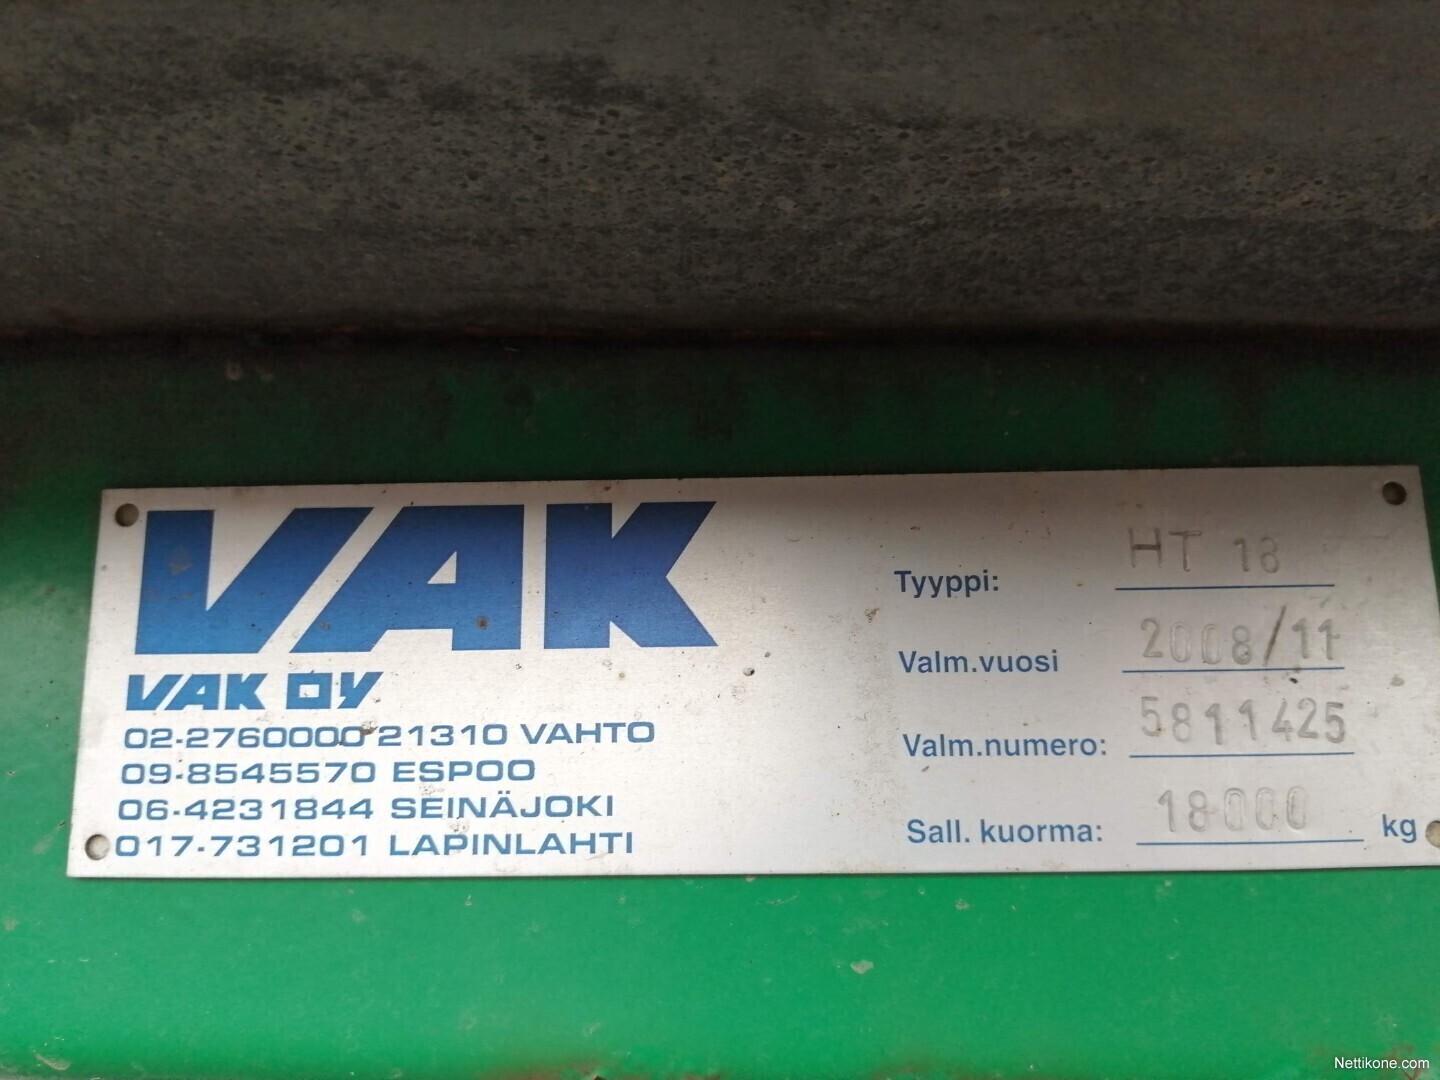 VAK
VAK OY
02-2760000 21310 VAHTO
09-8545570 ESPOO
06-4231844 SEINÄJOKI
017-731201 LAPINLAHTI
Tyyppi: HT 18
Valm.vuosi 2008/11
Valm.numero: 5811425
Sall. kuorma: 18000 kg
Nettikone.com